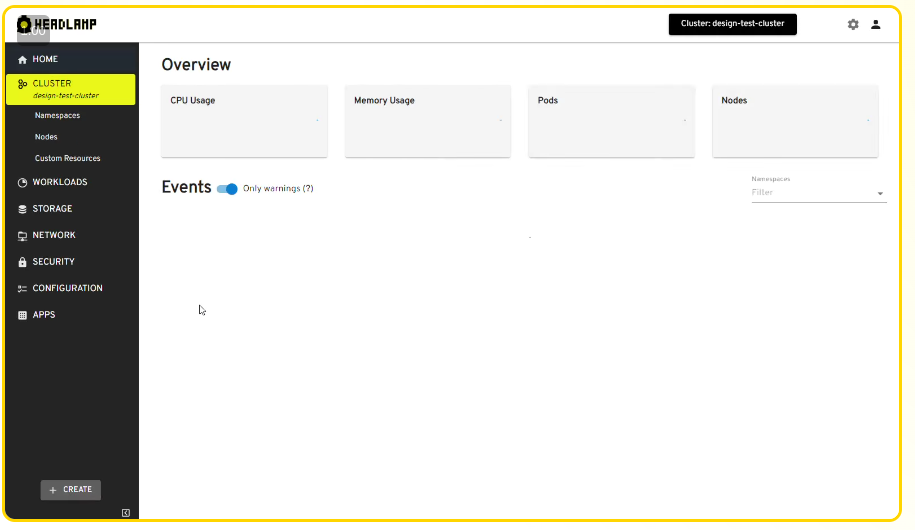 HEADLAMP
Cluster: design-test-cluster
HOME
CLUSTER
design-test-cluster
Namespaces
Nodes
Custom Resources
WORKLOADS
STORAGE
NETWORK
SECURITY
CONFIGURATION
APPS
CREATE
Overview
CPU Usage
Memory Usage
Pods
Nodes
Events
Only warnings (?)
Namespaces
Filter